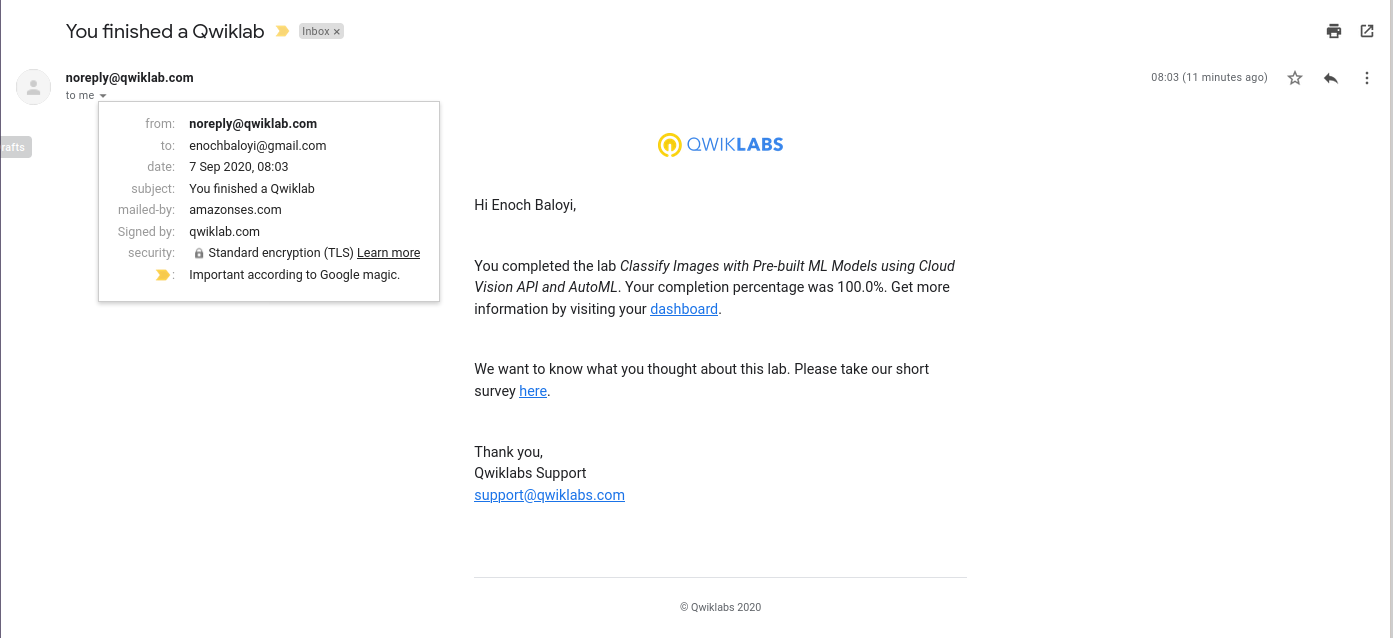 You finished a Qwiklab
Inbox ×
noreply@qwiklab.com
08:03 (11 minutes ago)
to me
from: noreply@qwiklab.com
to: enochbaloyi@gmail.com
date: 7 Sep 2020, 08:03
subject: You finished a Qwiklab
mailed-by: amazonses.com
Signed by: qwiklab.com
security: Standard encryption (TLS) Learn more
: Important according to Google magic.
rafts
QWIKLABS
Hi Enoch Baloyi,
You completed the lab Classify Images with Pre-built ML Models using Cloud
Vision API and AutoML. Your completion percentage was 100.0%. Get more
information by visiting your dashboard.
We want to know what you thought about this lab. Please take our short
survey here.
Thank you,
Qwiklabs Support
support@qwiklabs.com
© Qwiklabs 2020